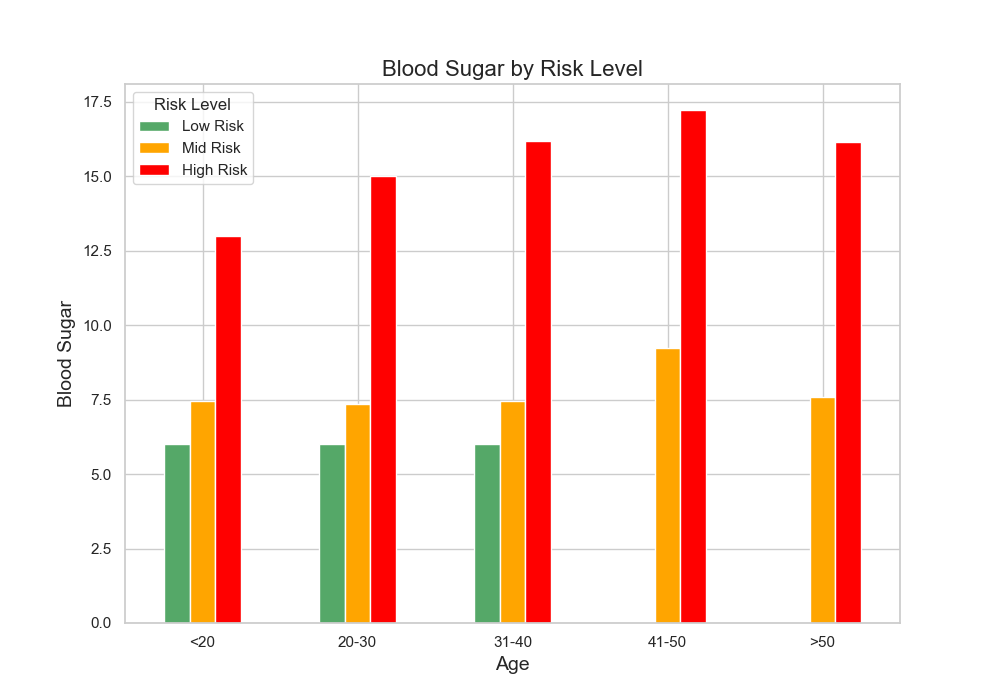 Blood Sugar by Risk Level
Risk Level
Low Risk
Mid Risk
High Risk
Blood Sugar
17.5
15.0
12.5
10.0
7.5
5.0
2.5
0.0
<20 20-30 31-40 41-50 >50
Age